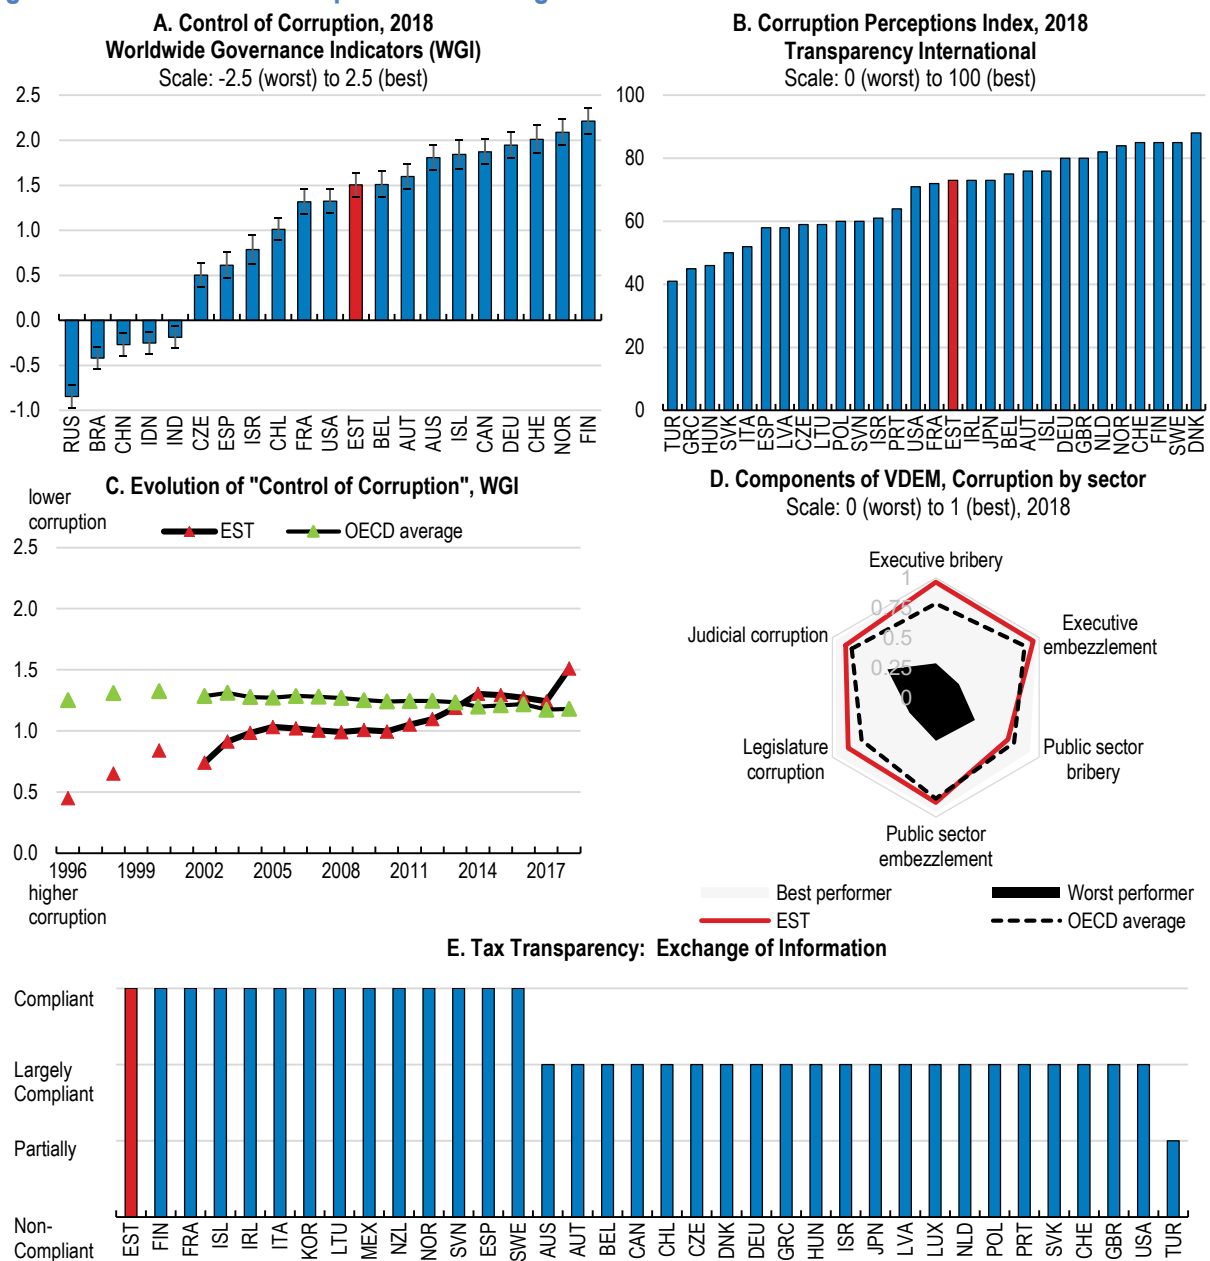 A. Control of Corruption, 2018
Worldwide Governance Indicators (WGI)
Scale: -2.5 (worst) to 2.5 (best)
2.5
2.0
1.5
1.0
0.5
0.0
-0.5
-1.0
RUS BRA CHN IDN IND CZE ESP ISR CHL FRA USA EST BEL AUT AUS ISL CAN DEU CHE NOR FIN
B. Corruption Perceptions Index, 2018
Transparency International
Scale: 0 (worst) to 100 (best)
100
80
60
40
20
0
TUR GRC HUN SVK ITA ESP LVA CZE LTU POL SVN ISR PRT USA FRA EST IRL JPN BEL AUT ISL DEU GBR NLD NOR CHE FIN SWE DNK
C. Evolution of "Control of Corruption", WGI
lower
corruption
EST OECD average
2.5
2.0
1.5
1.0
0.5
0.0
1996 1999 2002 2005 2008 2011 2014 2017
higher
corruption
D. Components of VDEM, Corruption by sector
Scale: 0 (worst) to 1 (best), 2018
Executive bribery
1
0.75
0.5
0.25
0
Executive
embezzlement
Public sector
bribery
Public sector
embezzlement
Legislature
corruption
Judicial corruption
Best performer Worst performer
EST OECD average
E. Tax Transparency: Exchange of Information
Compliant
Largely
Compliant
Partially
Non-
Compliant
EST FIN FRA ISL IRL ITA KOR LTU MEX NZL NOR SVN ESP SWE AUS AUT BEL CAN CHL CZE DNK DEU GRC HUN ISR JPN LVA LUX NLD POL PRT SVK CHE GBR USA TUR